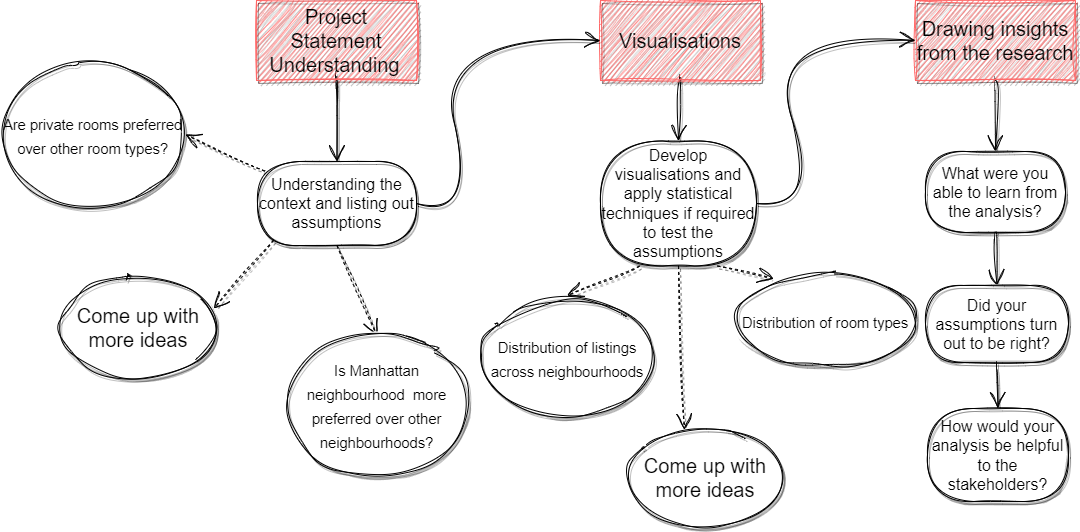 Project
Statement
Understanding
Visualisations
Drawing insights
from the research
Are private rooms preferred
over other room types?
Understanding the
context and listing out
assumptions
Come up with
more ideas
Is Manhattan
neighbourhood more
preferred over other
neighbourhoods?
Develop
visualisations and
apply statistical
techniques if required
to test the
assumptions
Distribution of listings
across neighbourhoods
Come up with
more ideas
Distribution of room types
What were you
able to learn from
the analysis?
Did your
assumptions turn
out to be right?
How would your
analysis be helpful
to the
stakeholders?